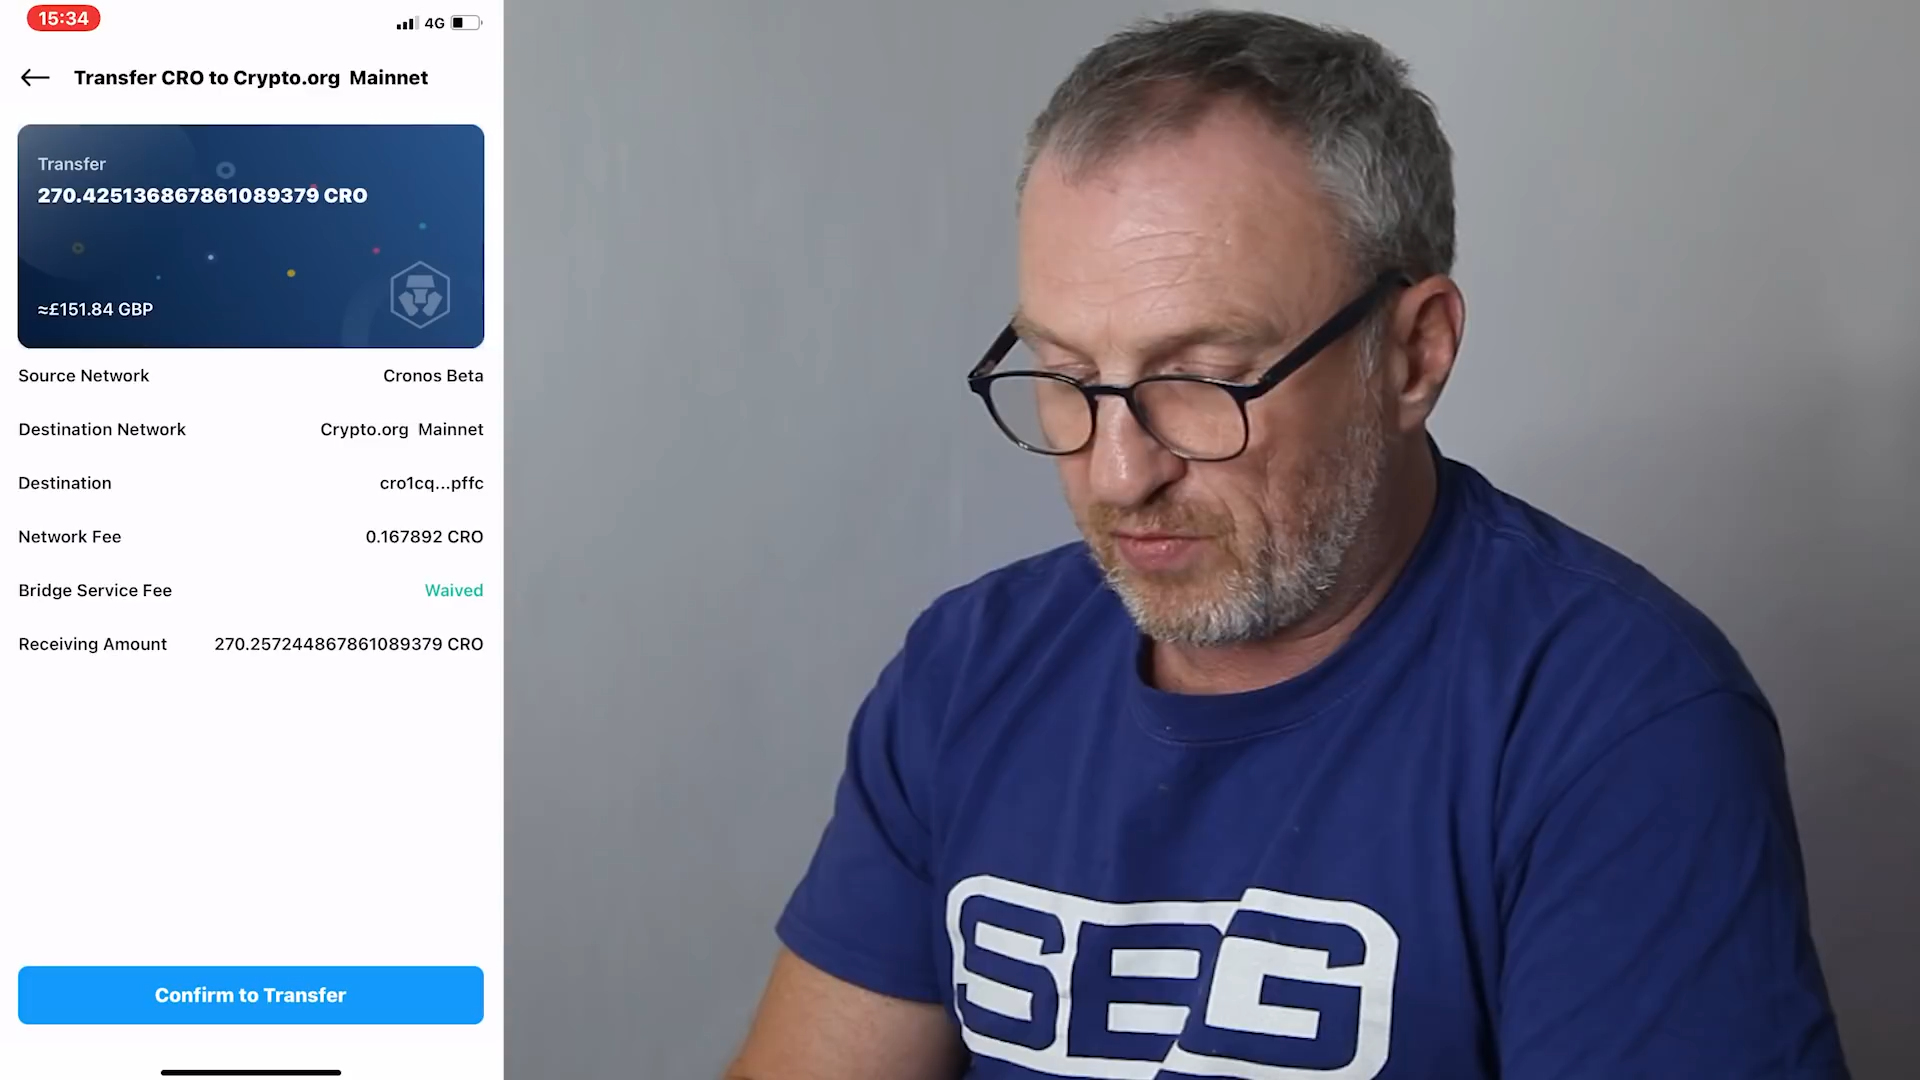 15:34
4G
Transfer CRO to Crypto.org Mainnet
Transfer
270.425136867861089379 CRO
≈£151.84 GBP
Source Network Cronos Beta
Destination Network Crypto.org Mainnet
Destination cro1cq...pffc
Network Fee 0.167892 CRO
Bridge Service Fee Waived
Receiving Amount 270.257244867861089379 CRO
Confirm to Transfer
SEG